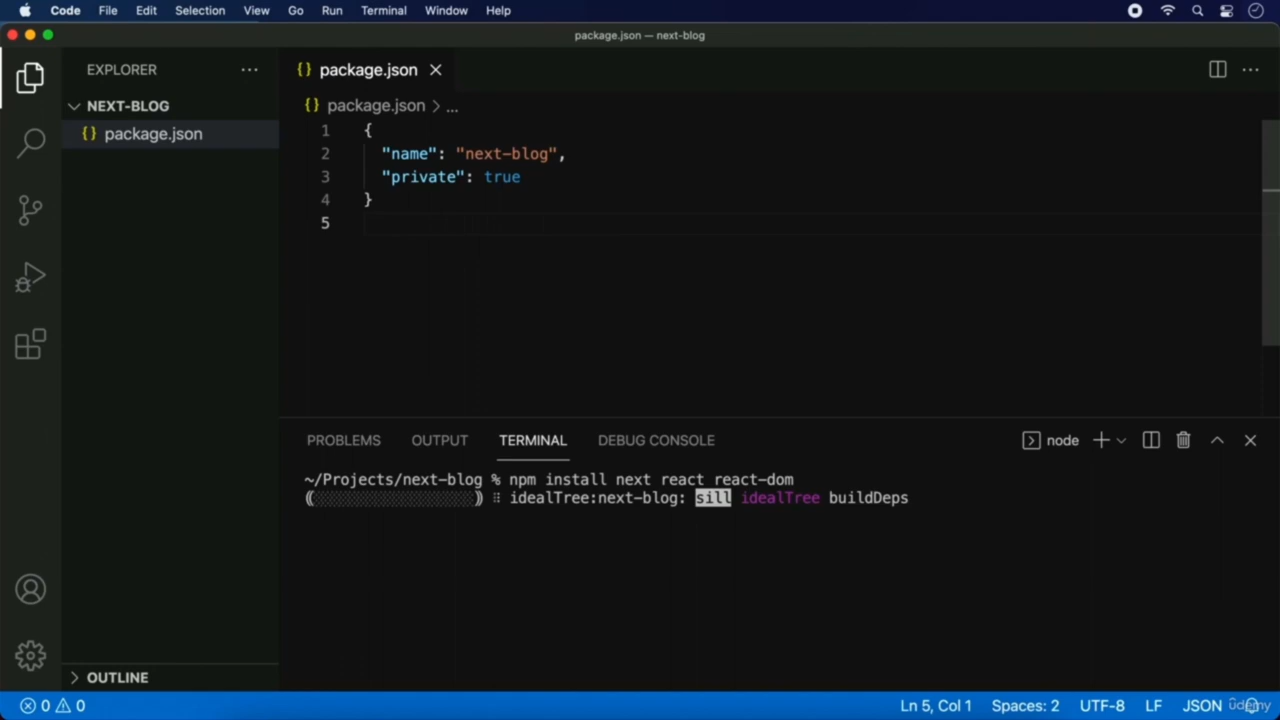 Code File Edit Selection View Go Run Terminal Window Help
package.json — next-blog
EXPLORER
NEXT-BLOG
{} package.json
OUTLINE
{} package.json
{} package.json > ...
1 {
2 "name": "next-blog",
3 "private": true
4 }
5
PROBLEMS OUTPUT TERMINAL DEBUG CONSOLE node
~/Projects/next-blog % npm install next react react-dom
idealTree:next-blog: sill idealTree buildDeps
0 0 Ln 5, Col 1 Spaces: 2 UTF-8 LF JSON
udemy